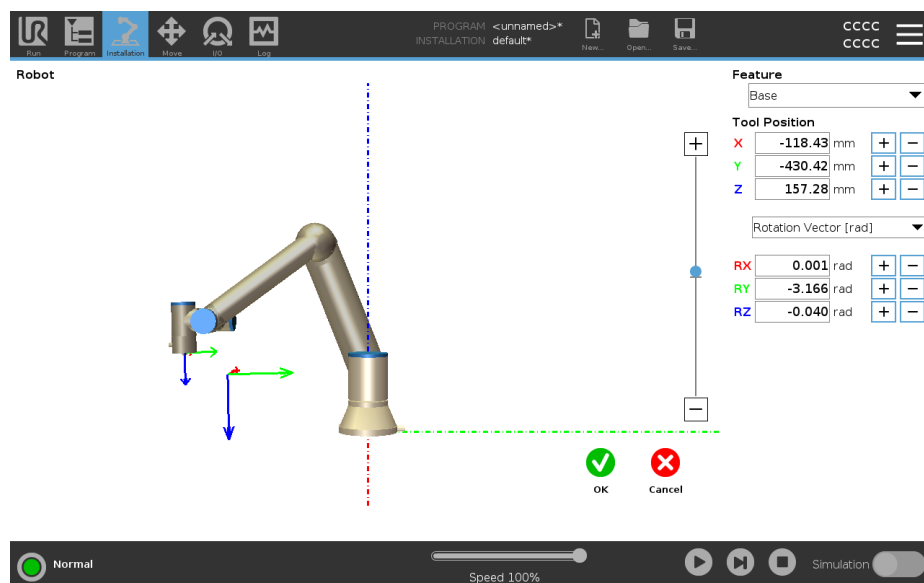 PROGRAM <unnamed>*
INSTALLATION default*
Run Program Installation Move I/O Log New... Open... Save...
CCCC
CCCC
Robot
Feature
Base
Tool Position
X -118.43 mm + −
Y -430.42 mm + −
Z 157.28 mm + −
Rotation Vector [rad]
RX 0.001 rad + −
RY -3.166 rad + −
RZ -0.040 rad + −
OK Cancel
Normal
Speed 100%
Simulation